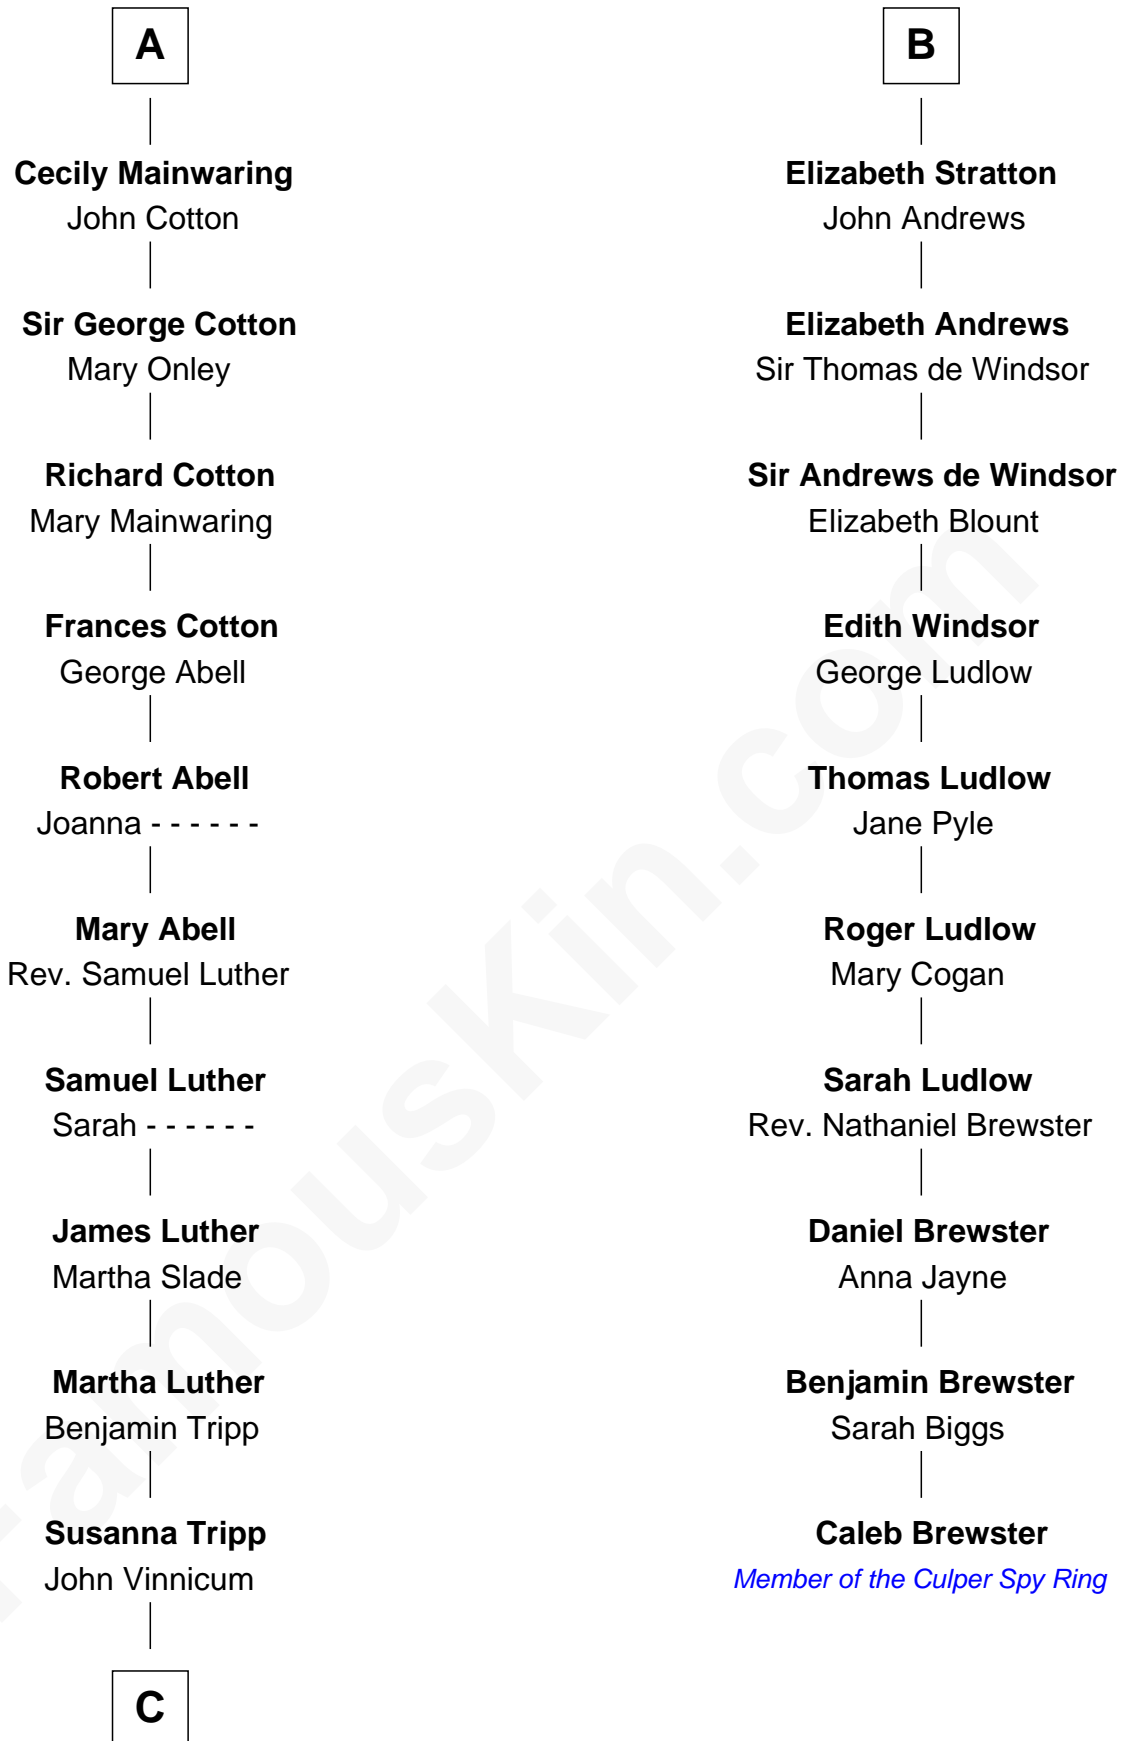 A
Cecily Mainwaring
John Cotton
Sir George Cotton
Mary Onley
Richard Cotton
Mary Mainwaring
Frances Cotton
George Abell
Robert Abell
Joanna - - - - - -
Mary Abell
Rev. Samuel Luther
Samuel Luther
Sarah - - - - - -
James Luther
Martha Slade
Martha Luther
Benjamin Tripp
Susanna Tripp
John Vinnicum
C
B
Elizabeth Stratton
John Andrews
Elizabeth Andrews
Sir Thomas de Windsor
Sir Andrews de Windsor
Elizabeth Blount
Edith Windsor
George Ludlow
Thomas Ludlow
Jane Pyle
Roger Ludlow
Mary Cogan
Sarah Ludlow
Rev. Nathaniel Brewster
Daniel Brewster
Anna Jayne
Benjamin Brewster
Sarah Biggs
Caleb Brewster
Member of the Culper Spy Ring
FamousKin.com